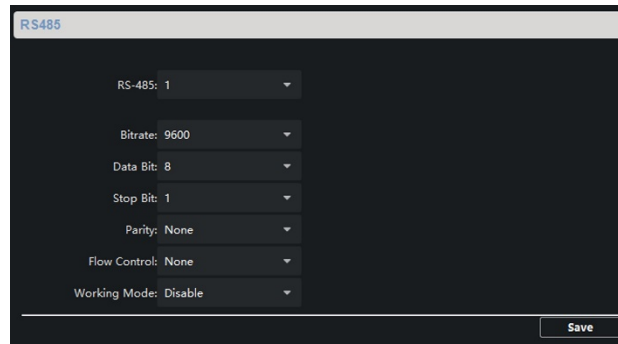 RS485
RS-485: 1
Bitrate: 9600
Data Bit: 8
Stop Bit: 1
Parity: None
Flow Control: None
Working Mode: Disable
Save